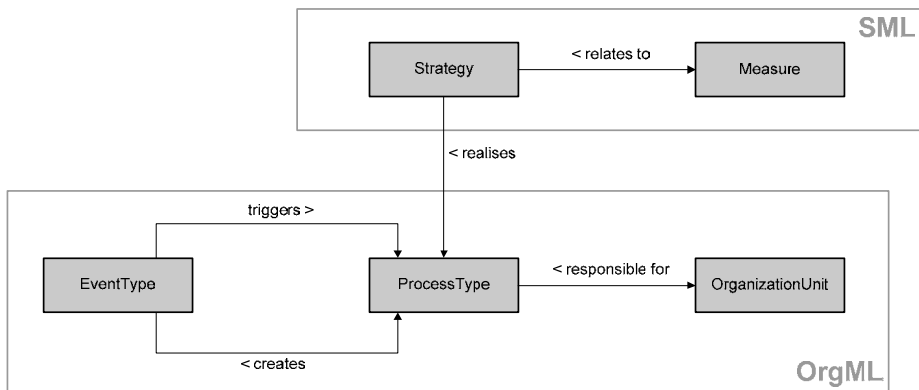 SML
Strategy
< relates to
Measure
< realises
triggers >
EventType
ProcessType
< responsible for
OrganizationUnit
< creates
OrgML